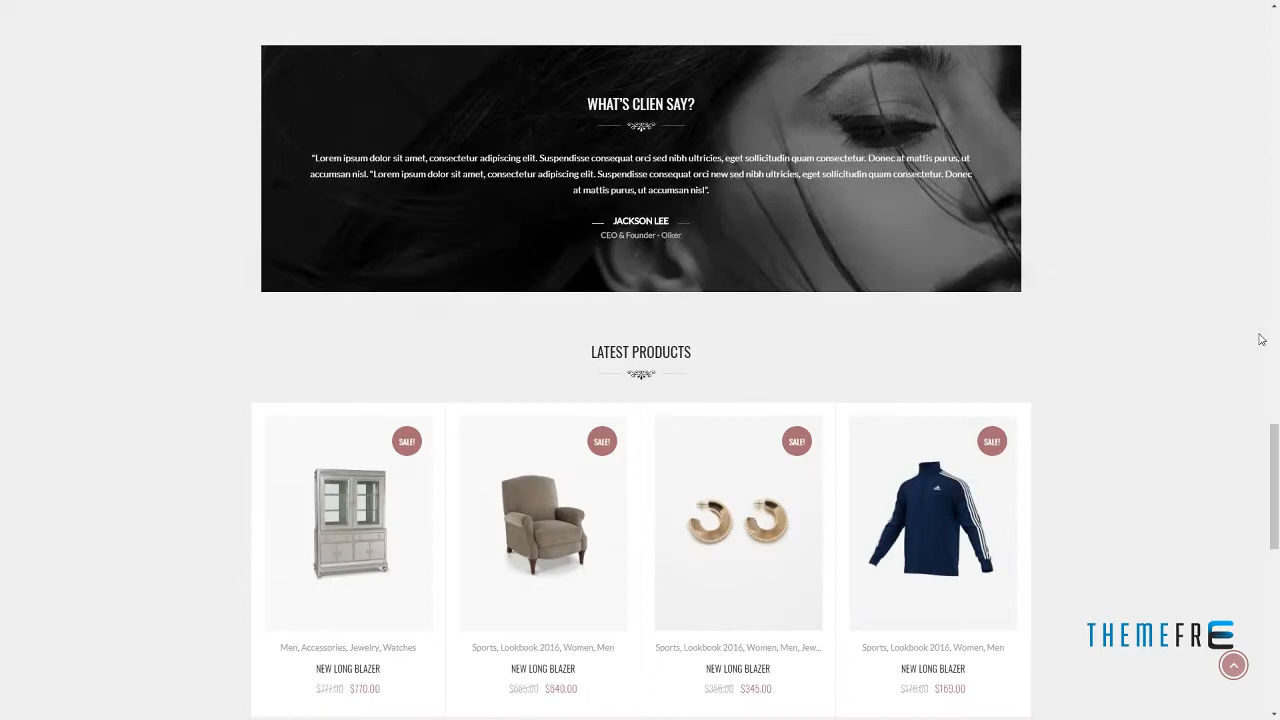 WHAT'S CLIEN SAY?
"Lorem ipsum dolor sit amet, consectetur adipiscing elit. Suspendisse consequat orci sed nibh ultricies, eget sollicitudin quam consectetur. Donec at mattis purus, ut
accumsan nisl. "Lorem ipsum dolor sit amet, consectetur adipiscing elit. Suspendisse consequat orci new sed nibh ultricies, eget sollicitudin quam consectetur. Donec
at mattis purus, ut accumsan nisl".
JACKSON LEE
CEO & Founder - Olker
LATEST PRODUCTS
SALE! SALE! SALE! SALE!
Men, Accessories, Jewelry, Watches
NEW LONG BLAZER
$777.00 $770.00
Sports, Lookbook 2016, Women, Men
NEW LONG BLAZER
$685.00 $640.00
Sports, Lookbook 2016, Women, Men, Jew...
NEW LONG BLAZER
$345.00
Sports, Lookbook 2016, Women, Men
NEW LONG BLAZER
$169.00
THEMEFRE